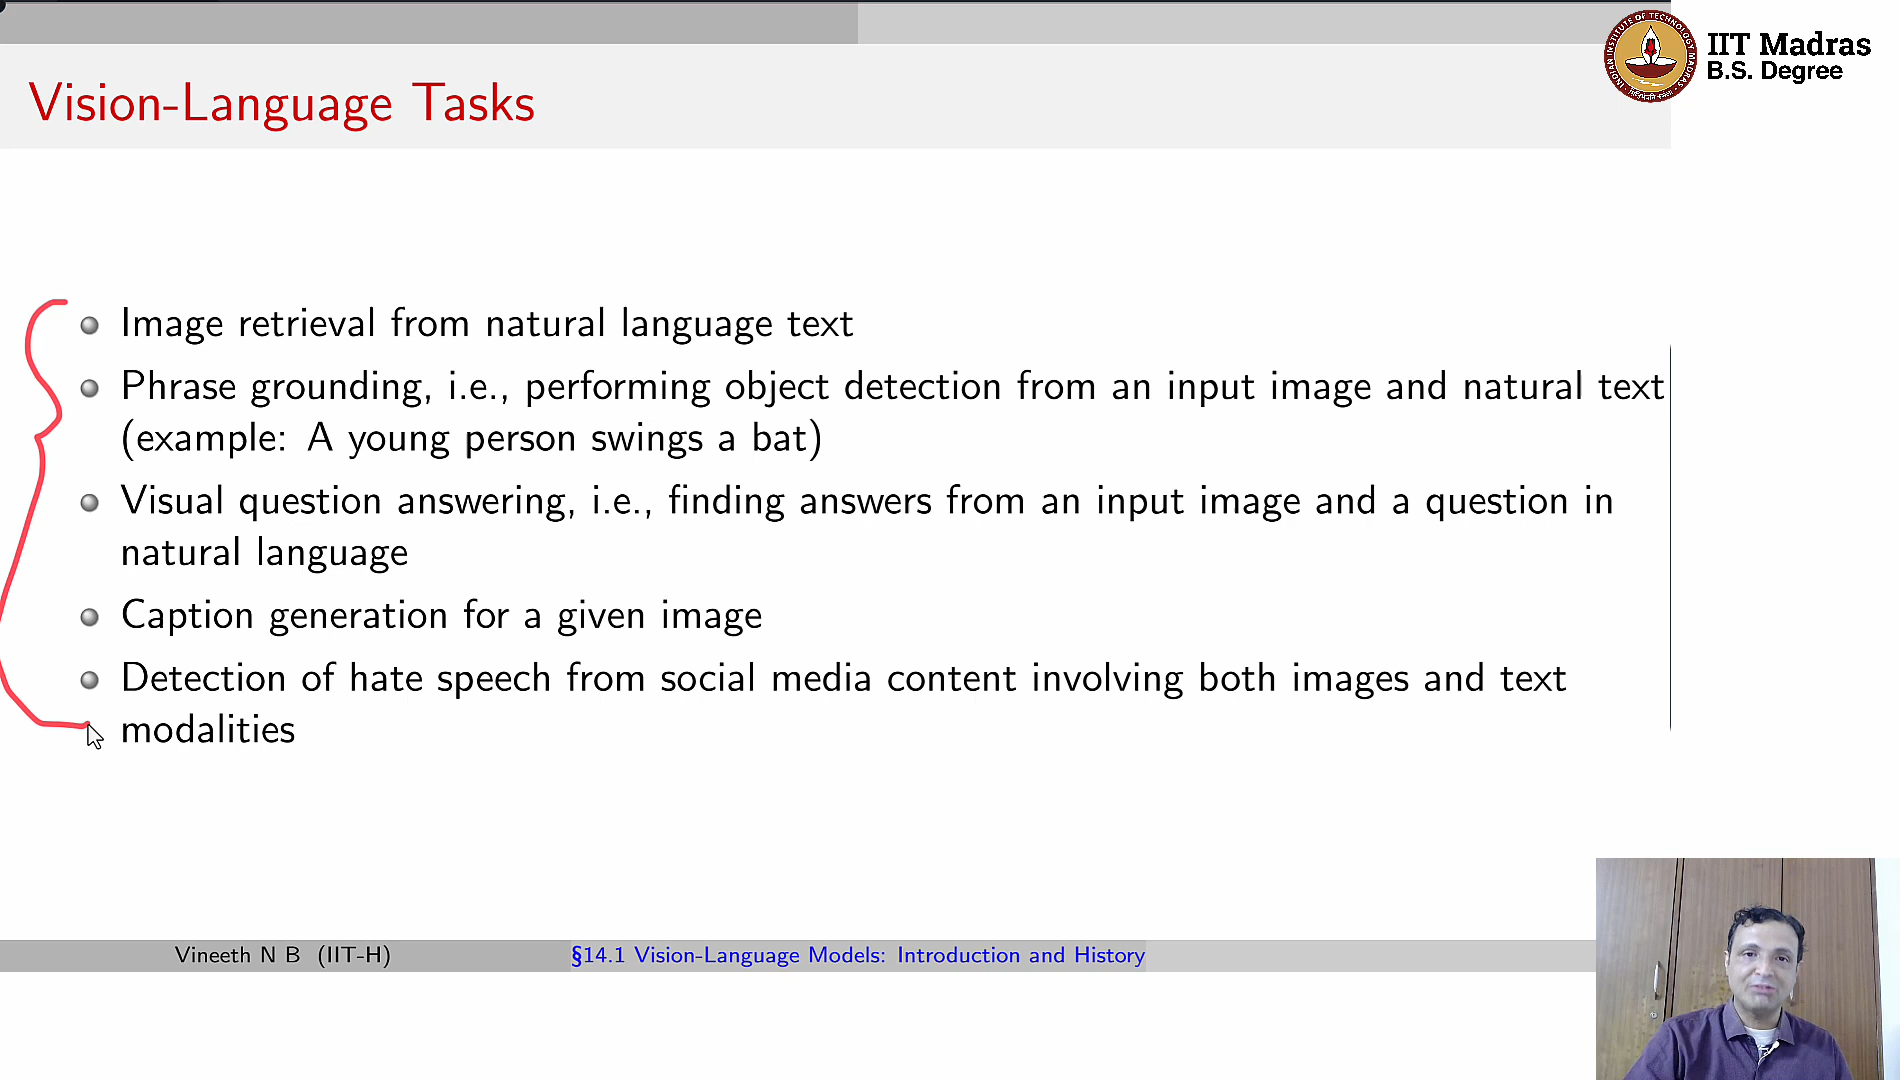 IIT Madras
B.S. Degree
Vision-Language Tasks
Image retrieval from natural language text
Phrase grounding, i.e., performing object detection from an input image and natural text
(example: A young person swings a bat)
Visual question answering, i.e., finding answers from an input image and a question in
natural language
Caption generation for a given image
Detection of hate speech from social media content involving both images and text
modalities
Vineeth N B (IIT-H)
§14.1 Vision-Language Models: Introduction and History